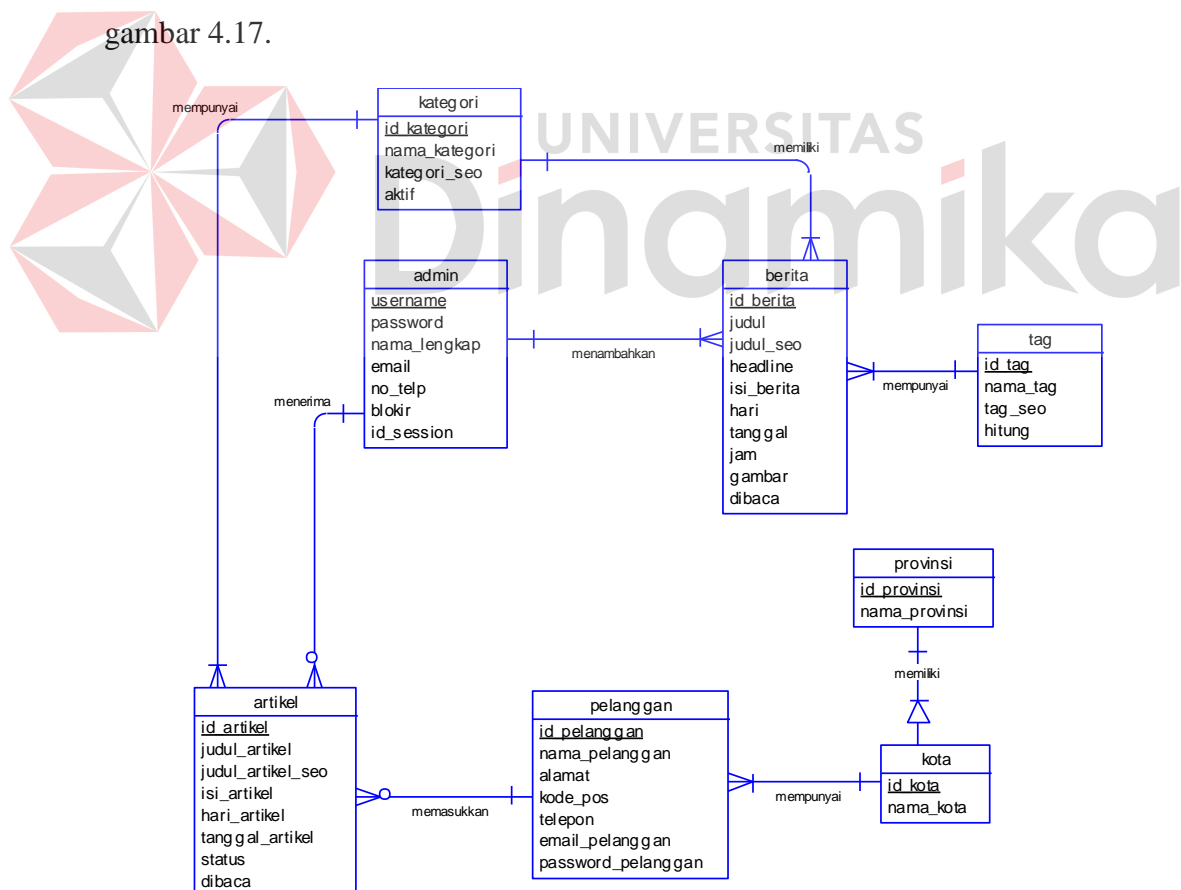 gambar 4.17.
UNIVERSITAS
Dinamika
mempunyai
kategori
id_kategori
nama_kategori
kategori_seo
aktif
memiliki
admin
username
password
nama_lengkap
email
no_telp
blokir
id_session
menambahkan
berita
id_berita
judul
judul_seo
headline
isi_berita
hari
tanggal
jam
gambar
dibaca
mempunyai
tag
id_tag
nama_tag
tag_seo
hitung
menerima
provinsi
id_provinsi
nama_provinsi
memiliki
artikel
id_artikel
judul_artikel
judul_artikel_seo
isi_artikel
hari_artikel
tanggal_artikel
status
dibaca
memasukkan
pelanggan
id_pelanggan
nama_pelanggan
alamat
kode_pos
telepon
email_pelanggan
password_pelanggan
mempunyai
kota
id_kota
nama_kota